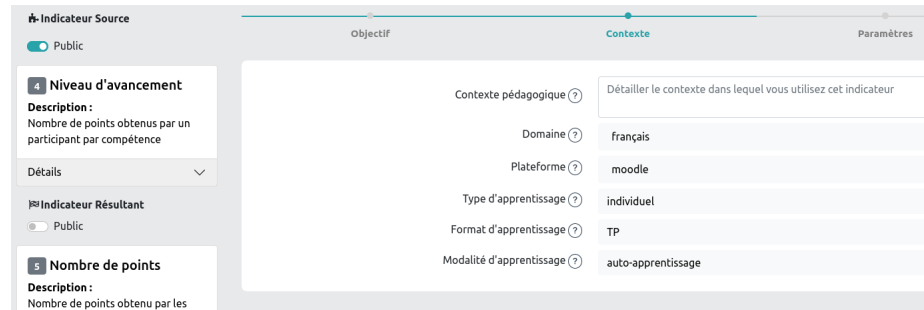 Indicateur Source
Public
4 Niveau d'avancement
Description :
Nombre de points obtenus par un
participant par compétence
Détails
Indicateur Résultant
Public
5 Nombre de points
Description :
Nombre de points obtenu par les
Objectif
Contexte
Paramètres
Contexte pédagogique ?
Détailler le contexte dans lequel vous utilisez cet indicateur
Domaine ?
français
Plateforme ?
moodle
Type d'apprentissage ?
individuel
Format d'apprentissage ?
TP
Modalité d'apprentissage ?
auto-apprentissage